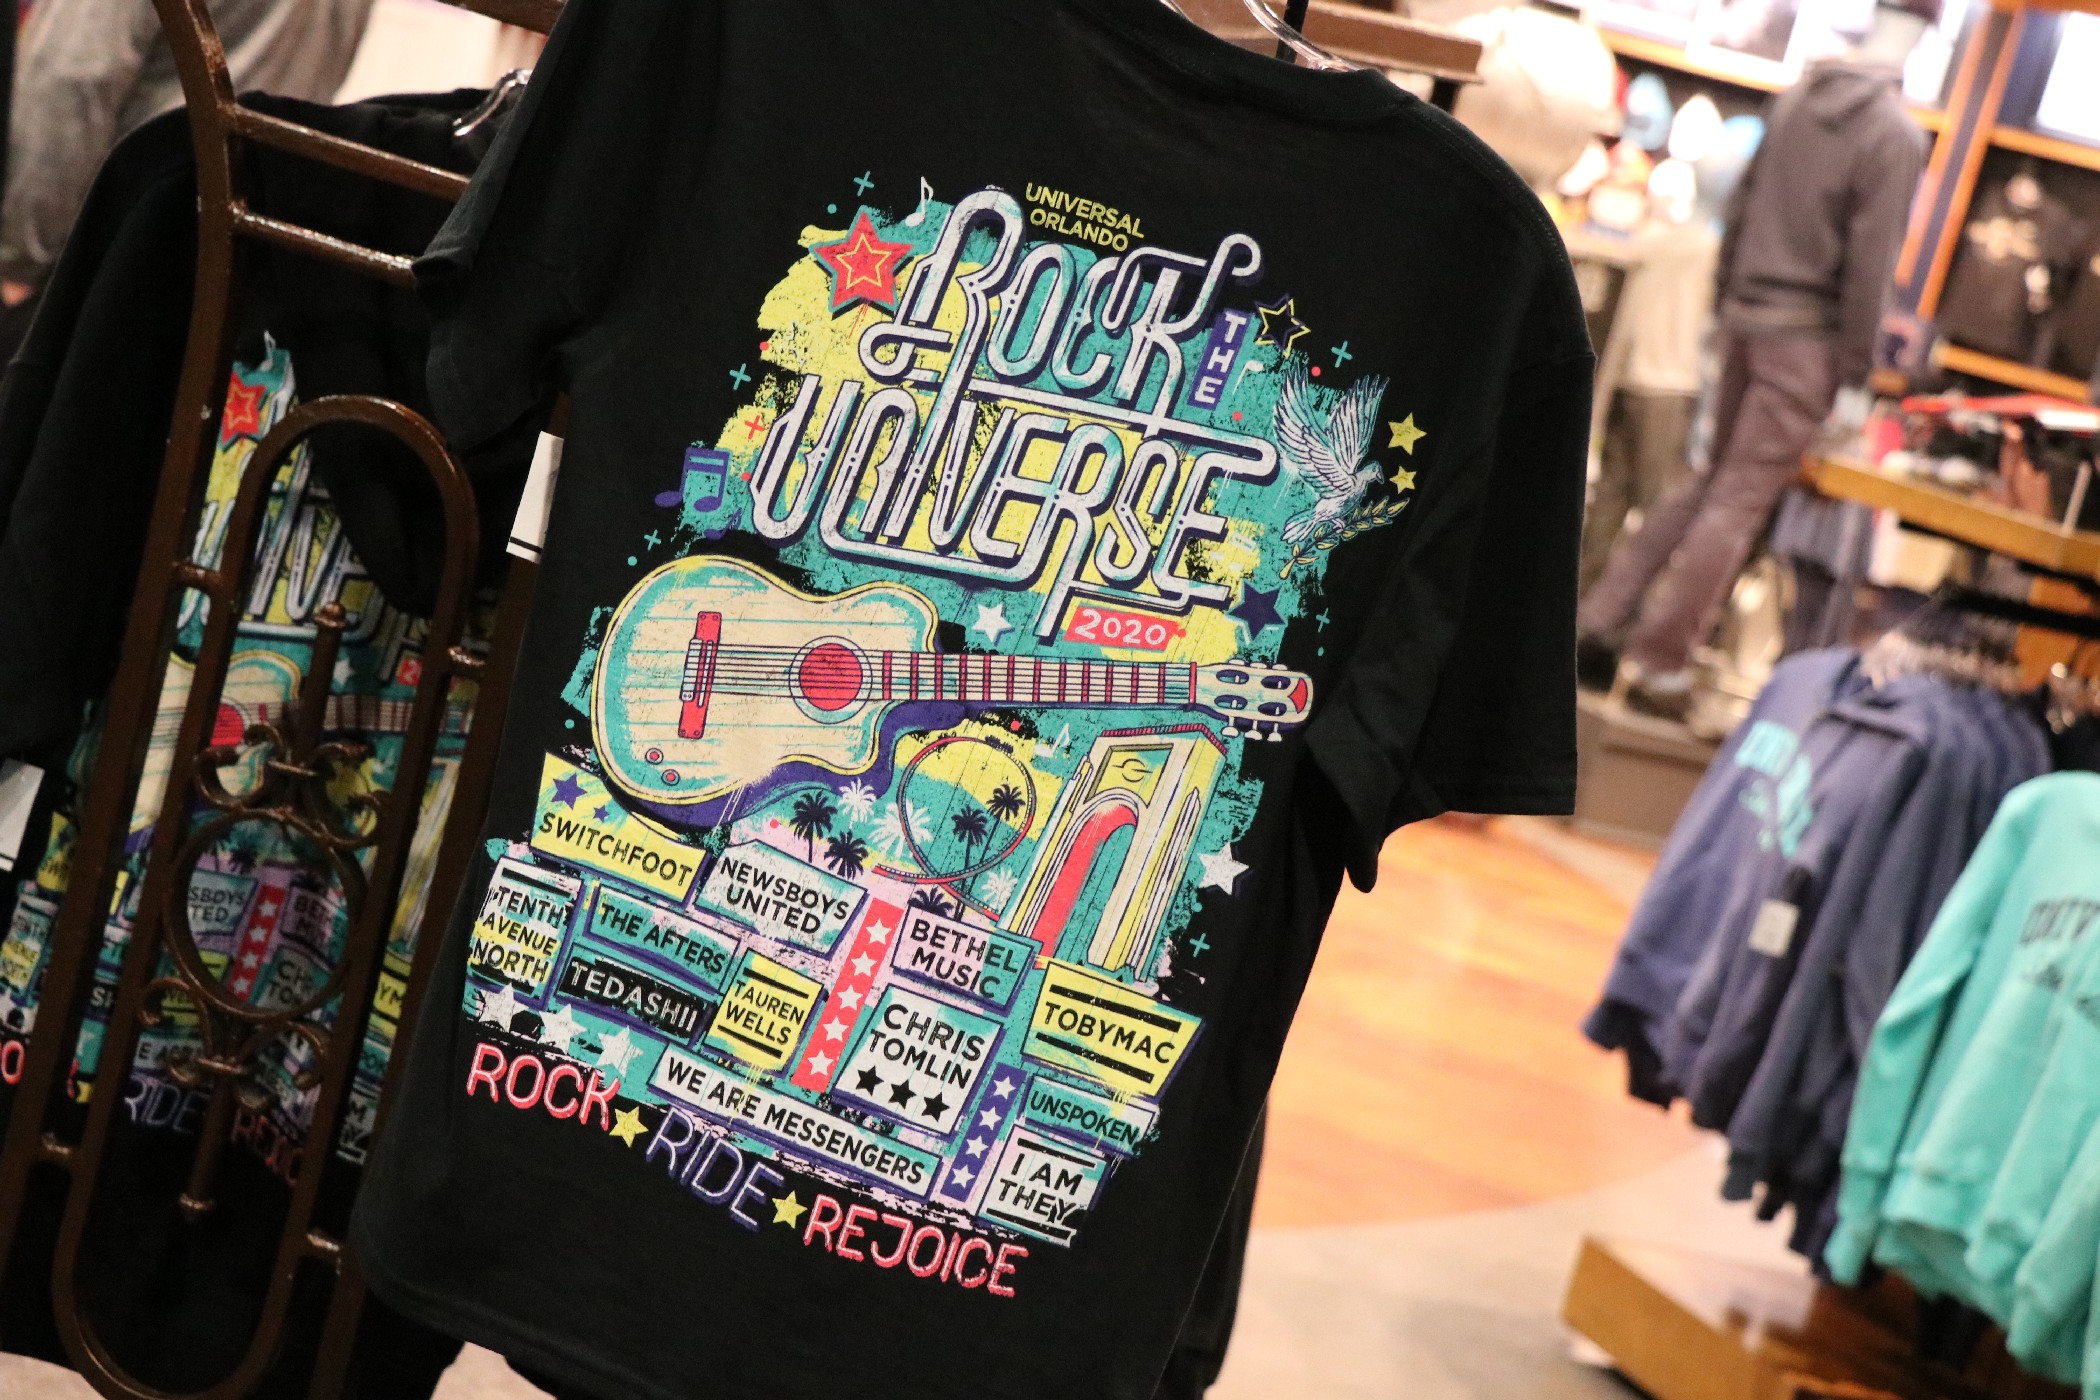 UNIVERSAL
ORLANDO
ROCK
THE
UNIVERSE
2020
SWITCHFOOT
NEWSBOYS
UNITED
TENTH
AVENUE
NORTH
THE AFTERS
BETHEL
MUSIC
TEDASHII
TAUREN
WELLS
CHRIS
TOMLIN
TOBYMAC
WE ARE MESSENGERS
UNSPOKEN
I AM
THEY
ROCK RIDE REJOICE